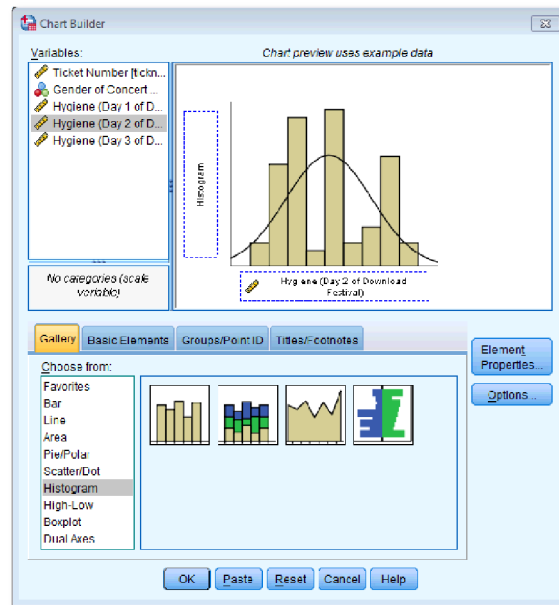 Chart Builder
Variables:
Chart preview uses example data
Ticket Number [tickn...
Gender of Concert ...
Hygiene (Day 1 of D...
Hygiene (Day 2 of D...
Hygiene (Day 3 of D...
No categories (scale
variable)
Histogram
Hygiene (Day 2 of Download
Festival)
Gallery
Basic Elements
Groups/Point ID
Titles/Footnotes
Choose from:
Favorites
Bar
Line
Area
Pie/Polar
Scatter/Dot
Histogram
High-Low
Boxplot
Dual Axes
Element
Properties...
Options...
OK
Paste
Reset
Cancel
Help